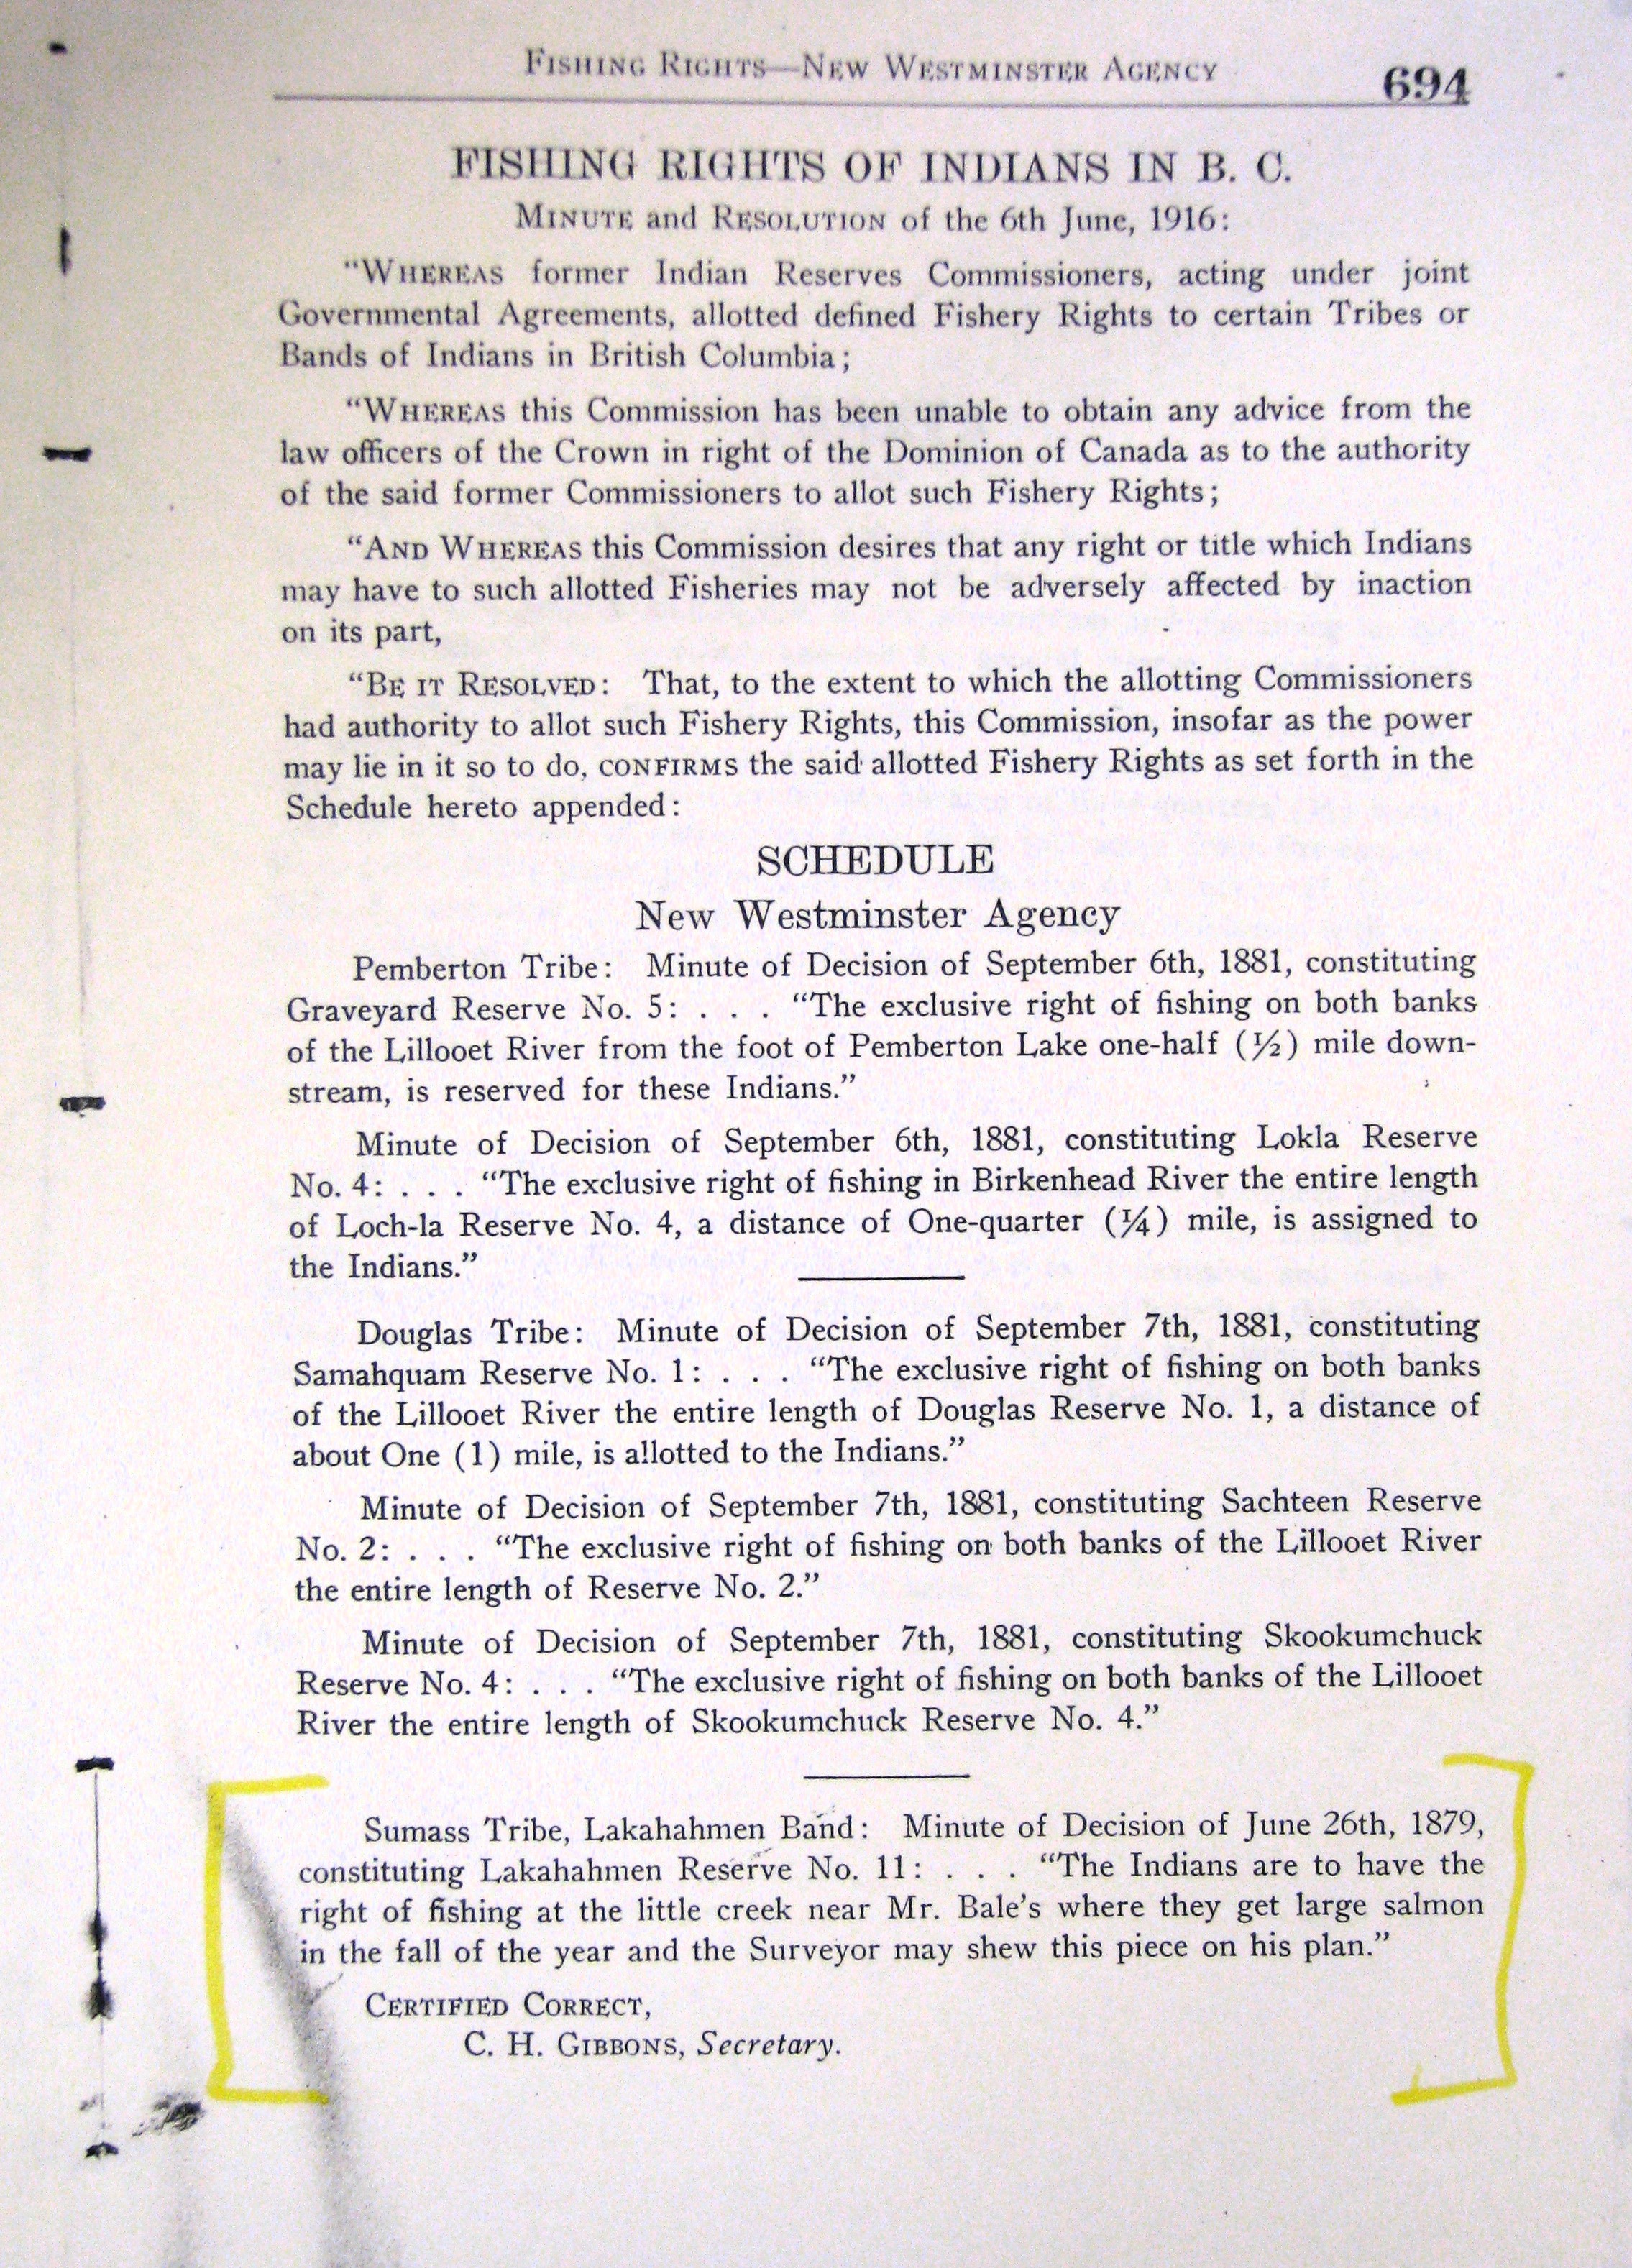 FISHING RIGHTS—NEW WESTMINSTER AGENCY
694
FISHING RIGHTS OF INDIANS IN B. C.
MINUTE and RESOLUTION of the 6th June, 1916:
“WHEREAS former Indian Reserves Commissioners, acting under joint
Governmental Agreements, allotted defined Fishery Rights to certain Tribes or
Bands of Indians in British Columbia;
“WHEREAS this Commission has been unable to obtain any advice from the
law officers of the Crown in right of the Dominion of Canada as to the authority
of the said former Commissioners to allot such Fishery Rights;
“AND WHEREAS this Commission desires that any right or title which Indians
may have to such allotted Fisheries may not be adversely affected by inaction
on its part,
“BE IT RESOLVED: That, to the extent to which the allotting Commissioners
had authority to allot such Fishery Rights, this Commission, insofar as the power
may lie in it so to do, CONFIRMS the said allotted Fishery Rights as set forth in the
Schedule hereto appended:
SCHEDULE
New Westminster Agency
Pemberton Tribe: Minute of Decision of September 6th, 1881, constituting
Graveyard Reserve No. 5: . . . “The exclusive right of fishing on both banks
of the Lillooet River from the foot of Pemberton Lake one-half (½) mile down-
stream, is reserved for these Indians.”
Minute of Decision of September 6th, 1881, constituting Lokla Reserve
No. 4: . . . “The exclusive right of fishing in Birkenhead River the entire length
of Loch-la Reserve No. 4, a distance of One-quarter (¼) mile, is assigned to
the Indians.”
Douglas Tribe: Minute of Decision of September 7th, 1881, constituting
Samahquam Reserve No. 1: . . . “The exclusive right of fishing on both banks
of the Lillooet River the entire length of Douglas Reserve No. 1, a distance of
about One (1) mile, is allotted to the Indians.”
Minute of Decision of September 7th, 1881, constituting Sachteen Reserve
No. 2: . . . “The exclusive right of fishing on both banks of the Lillooet River
the entire length of Reserve No. 2.”
Minute of Decision of September 7th, 1881, constituting Skookumchuck
Reserve No. 4: . . . “The exclusive right of fishing on both banks of the Lillooet
River the entire length of Skookumchuck Reserve No. 4.”
Sumass Tribe, Lakahahmen Band: Minute of Decision of June 26th, 1879,
constituting Lakahahmen Reserve No. 11: . . . “The Indians are to have the
right of fishing at the little creek near Mr. Bale’s where they get large salmon
in the fall of the year and the Surveyor may shew this piece on his plan.”
CERTIFIED CORRECT,
C. H. GIBBONS, Secretary.